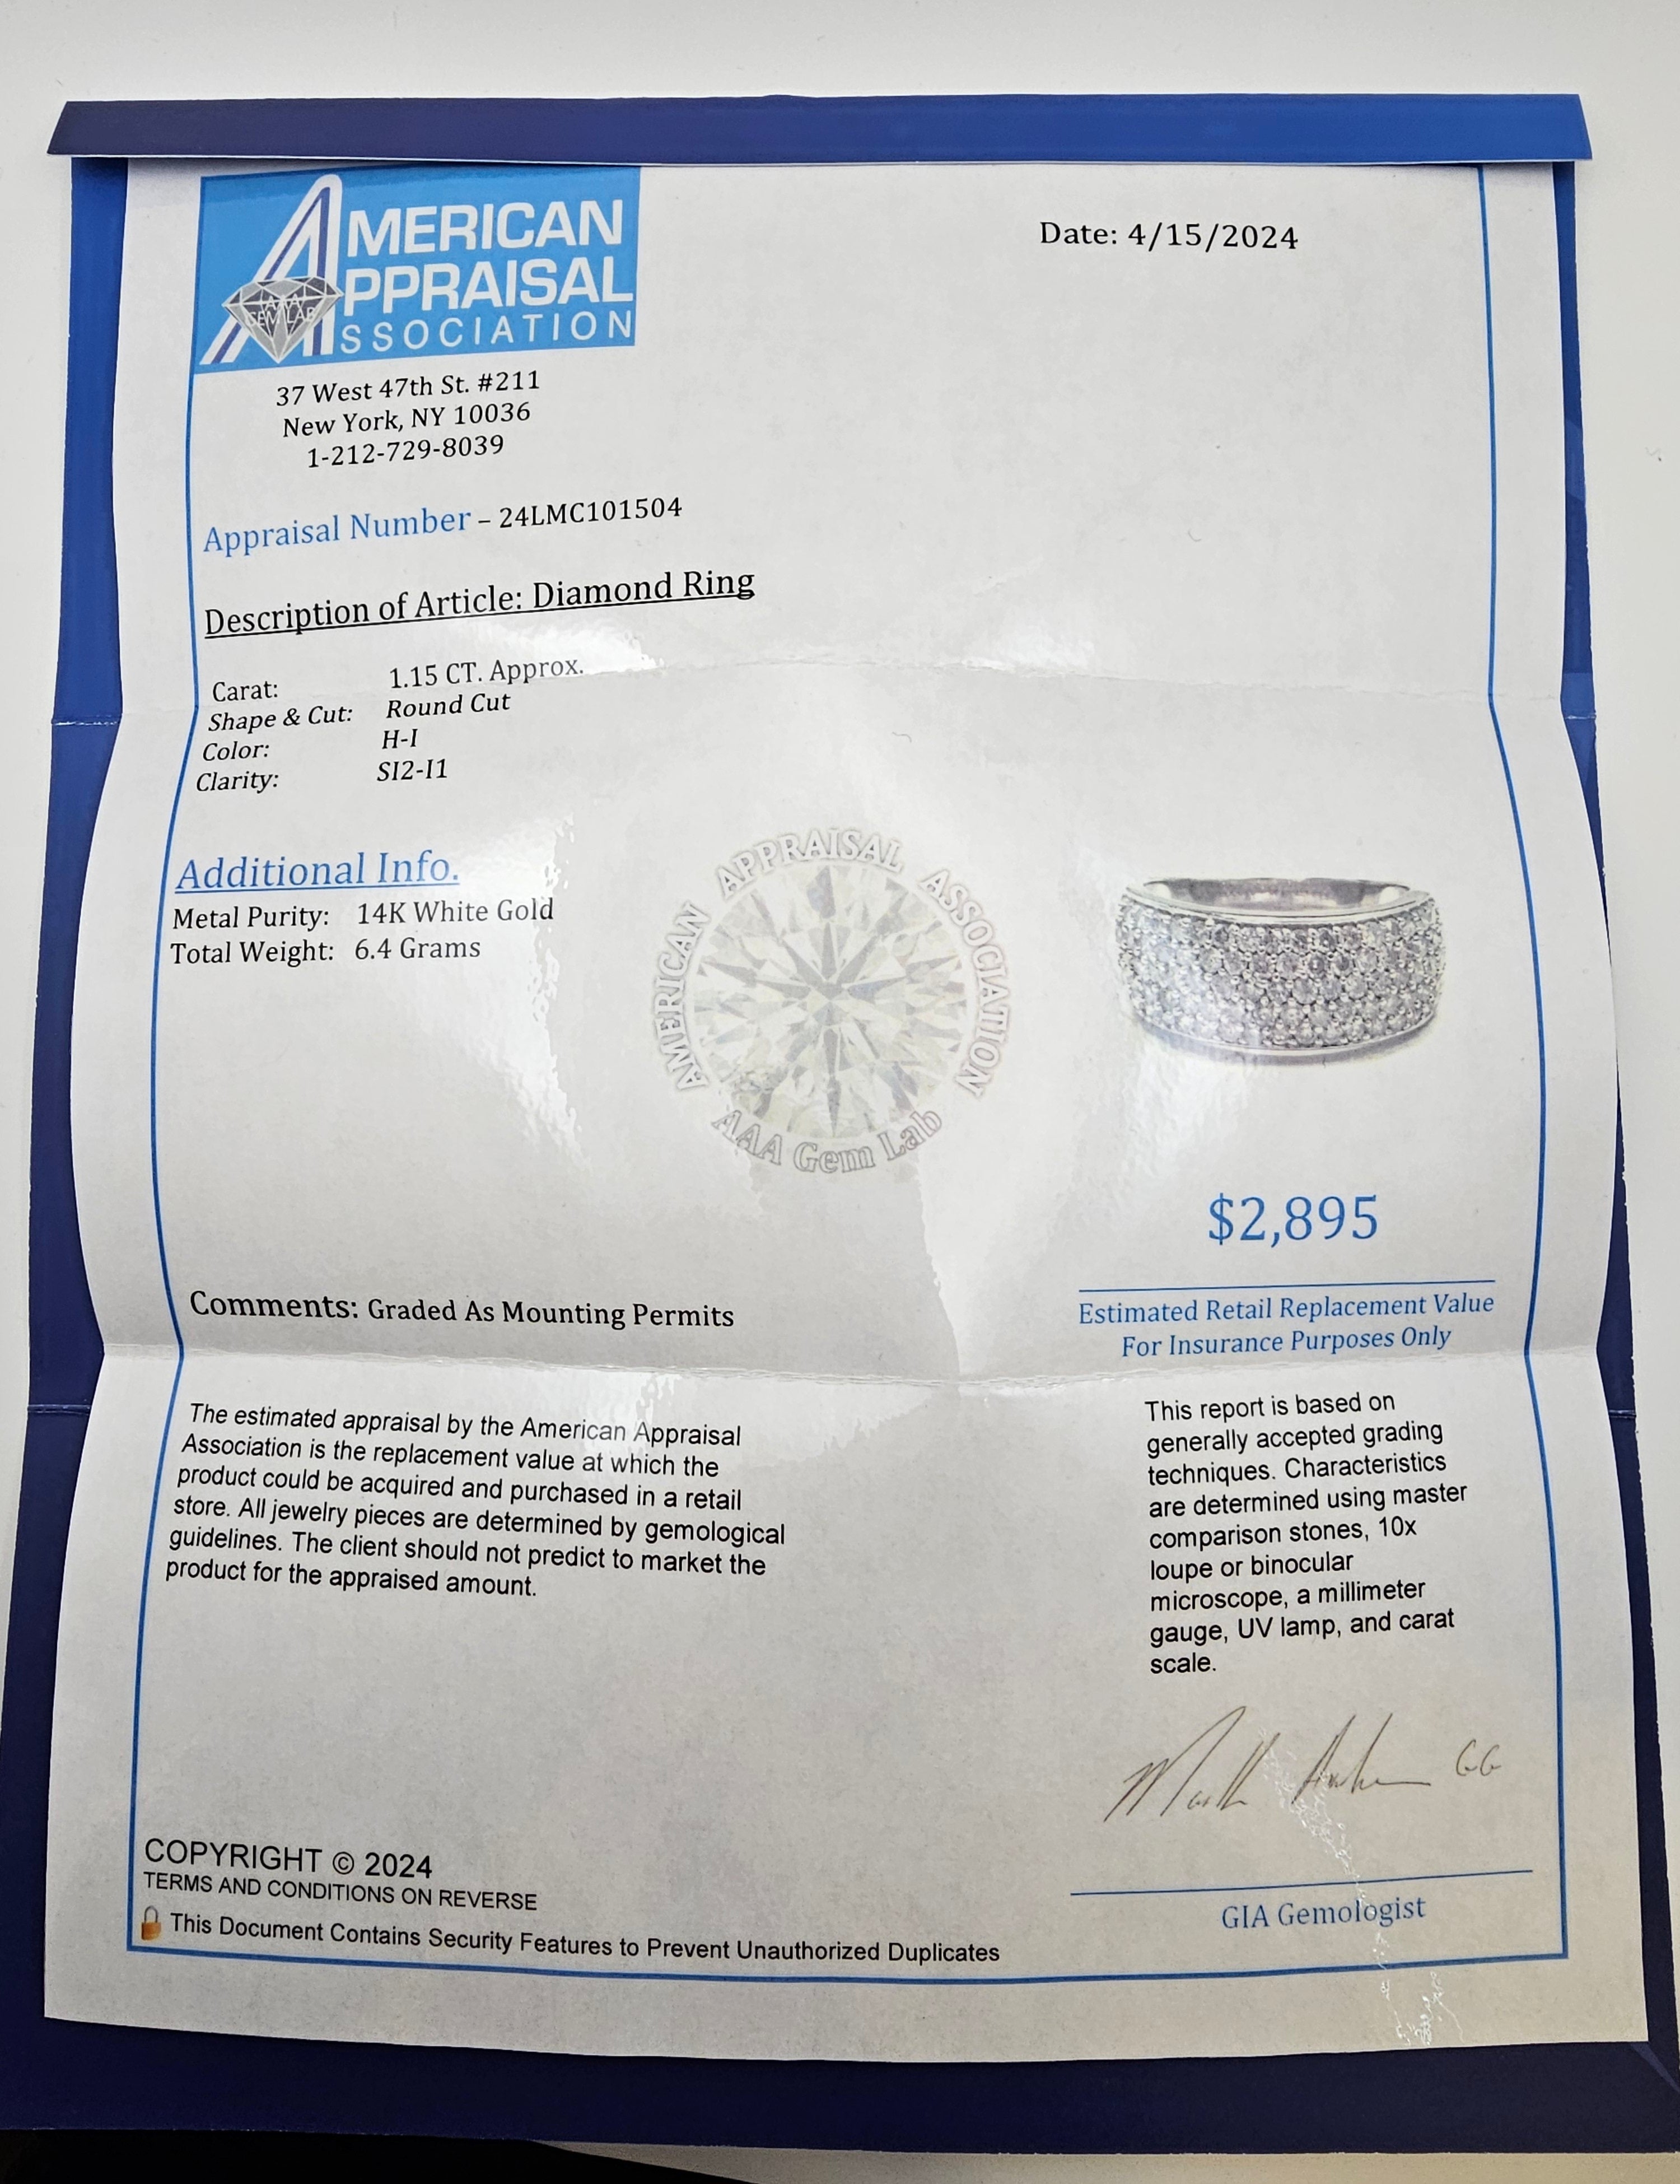 AMERICAN
APPRAISAL
ASSOCIATION
AAA
GEM LAB
Date: 4/15/2024
37 West 47th St. #211
New York, NY 10036
1-212-729-8039
Appraisal Number – 24LMC101504
Description of Article: Diamond Ring
Carat: 1.15 CT. Approx.
Shape & Cut: Round Cut
Color: H-I
Clarity: SI2-I1
Additional Info.
Metal Purity: 14K White Gold
Total Weight: 6.4 Grams
AMERICAN APPRAISAL ASSOCIATION
AAA Gem Lab
$2,895
Estimated Retail Replacement Value
For Insurance Purposes Only
Comments: Graded As Mounting Permits
The estimated appraisal by the American Appraisal
Association is the replacement value at which the
product could be acquired and purchased in a retail
store. All jewelry pieces are determined by gemological
guidelines. The client should not predict to market the
product for the appraised amount.
This report is based on
generally accepted grading
techniques. Characteristics
are determined using master
comparison stones, 10x
loupe or binocular
microscope, a millimeter
gauge, UV lamp, and carat
scale.
GG
GIA Gemologist
COPYRIGHT © 2024
TERMS AND CONDITIONS ON REVERSE
This Document Contains Security Features to Prevent Unauthorized Duplicates